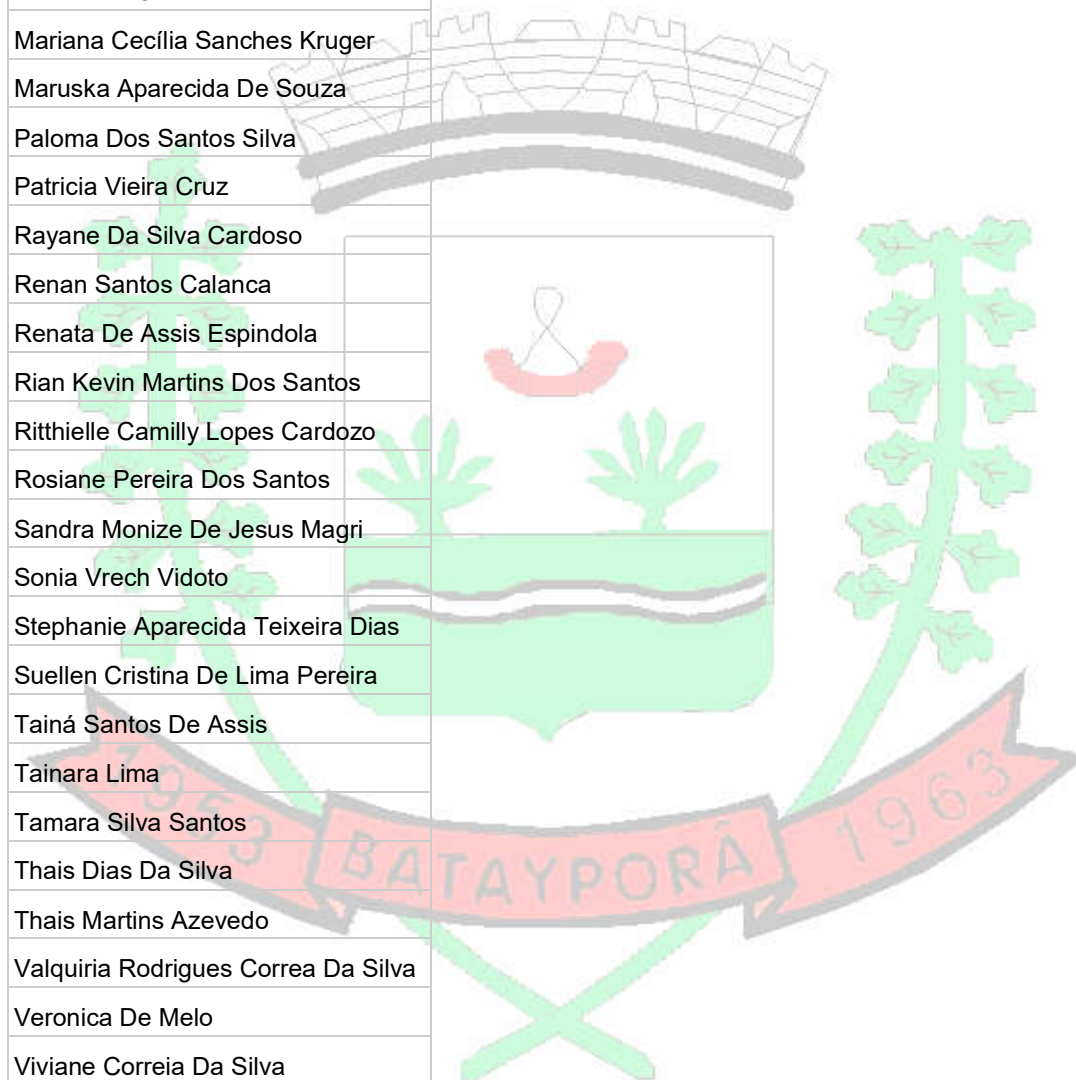 Mariana Cecília Sanches Kruger
Maruska Aparecida De Souza
Paloma Dos Santos Silva
Patricia Vieira Cruz
Rayane Da Silva Cardoso
Renan Santos Calanca
Renata De Assis Espindola
Rian Kevin Martins Dos Santos
Ritthielle Camilly Lopes Cardozo
Rosiane Pereira Dos Santos
Sandra Monize De Jesus Magri
Sonia Vrech Vidoto
Stephanie Aparecida Teixeira Dias
Suellen Cristina De Lima Pereira
Tainá Santos De Assis
Tainara Lima
Tamara Silva Santos
Thais Dias Da Silva
Thais Martins Azevedo
Valquiria Rodrigues Correa Da Silva
Veronica De Melo
Viviane Correia Da Silva
1953 BATAYPORÃ 1963